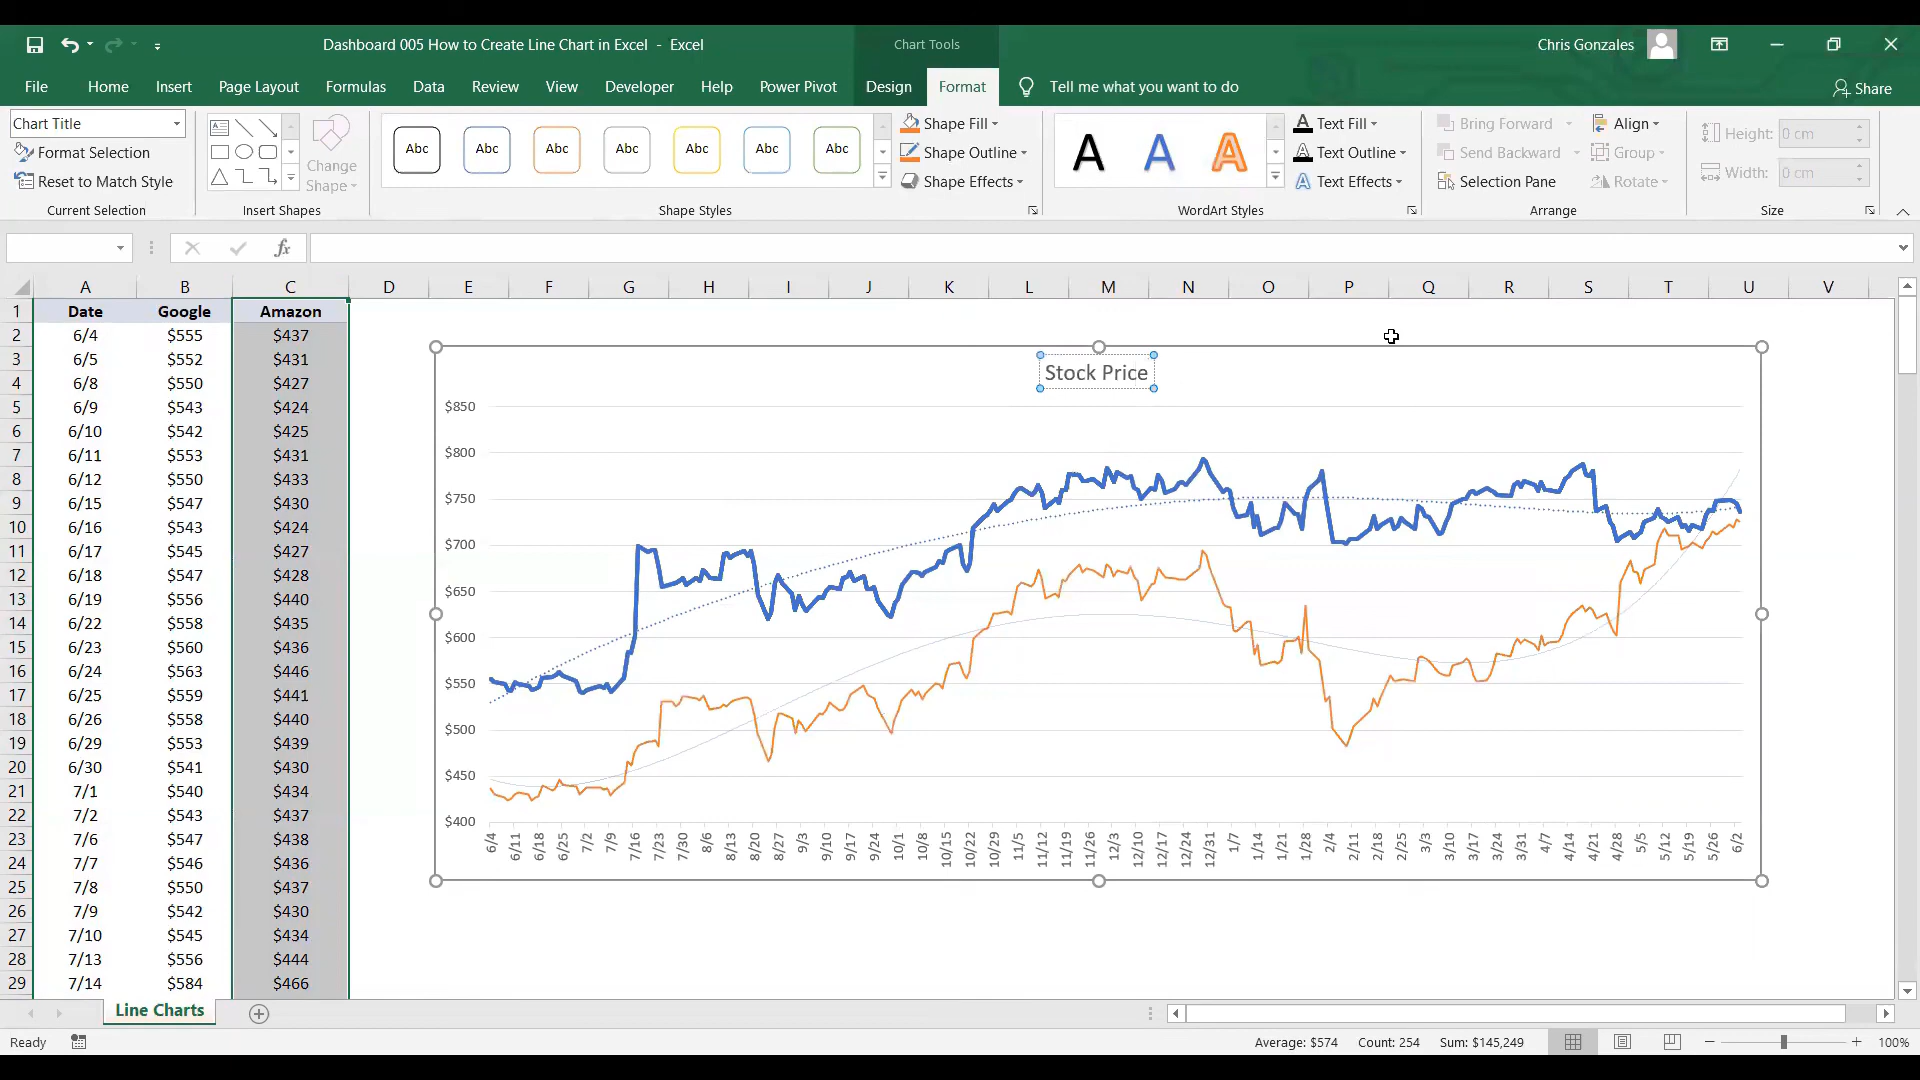 Dashboard 005 How to Create Line Chart in Excel - Excel
Chart Tools
Chris Gonzales
File Home Insert Page Layout Formulas Data Review View Developer Help Power Pivot Design Format Tell me what you want to do Share
Chart Title
Format Selection
Reset to Match Style
Current Selection
Change
Shape
Insert Shapes
Abc Abc Abc Abc Abc Abc Abc
Shape Fill
Shape Outline
Shape Effects
Shape Styles
A A A
Text Fill
Text Outline
Text Effects
WordArt Styles
Bring Forward
Send Backward
Selection Pane
Align
Group
Rotate
Arrange
Height: 0 cm
Width: 0 cm
Size
fx
A B C D E F G H I J K L M N O P Q R S T U V
1 Date Google Amazon
2 6/4 $555 $437
3 6/5 $552 $431
4 6/8 $550 $427
5 6/9 $543 $424
6 6/10 $542 $425
7 6/11 $553 $431
8 6/12 $550 $433
9 6/15 $547 $430
10 6/16 $543 $424
11 6/17 $545 $427
12 6/18 $547 $428
13 6/19 $556 $440
14 6/22 $558 $435
15 6/23 $560 $436
16 6/24 $563 $446
17 6/25 $559 $441
18 6/26 $558 $440
19 6/29 $553 $439
20 6/30 $541 $430
21 7/1 $540 $434
22 7/2 $543 $437
23 7/6 $547 $438
24 7/7 $546 $436
25 7/8 $550 $437
26 7/9 $542 $430
27 7/10 $545 $434
28 7/13 $556 $444
29 7/14 $584 $466
Stock Price
$850
$800
$750
$700
$650
$600
$550
$500
$450
$400
6/4 6/11 6/18 6/25 7/2 7/9 7/16 7/23 7/30 8/6 8/13 8/20 8/27 9/3 9/10 9/17 9/24 10/1 10/8 10/15 10/22 10/29 11/5 11/12 11/19 11/26 12/3 12/10 12/17 12/24 12/31 1/7 1/14 1/21 1/28 2/4 2/11 2/18 2/25 3/3 3/10 3/17 3/24 3/31 4/7 4/14 4/21 4/28 5/5 5/12 5/19 5/26 6/2
Line Charts
Ready
Average: $574 Count: 254 Sum: $145,249
100%